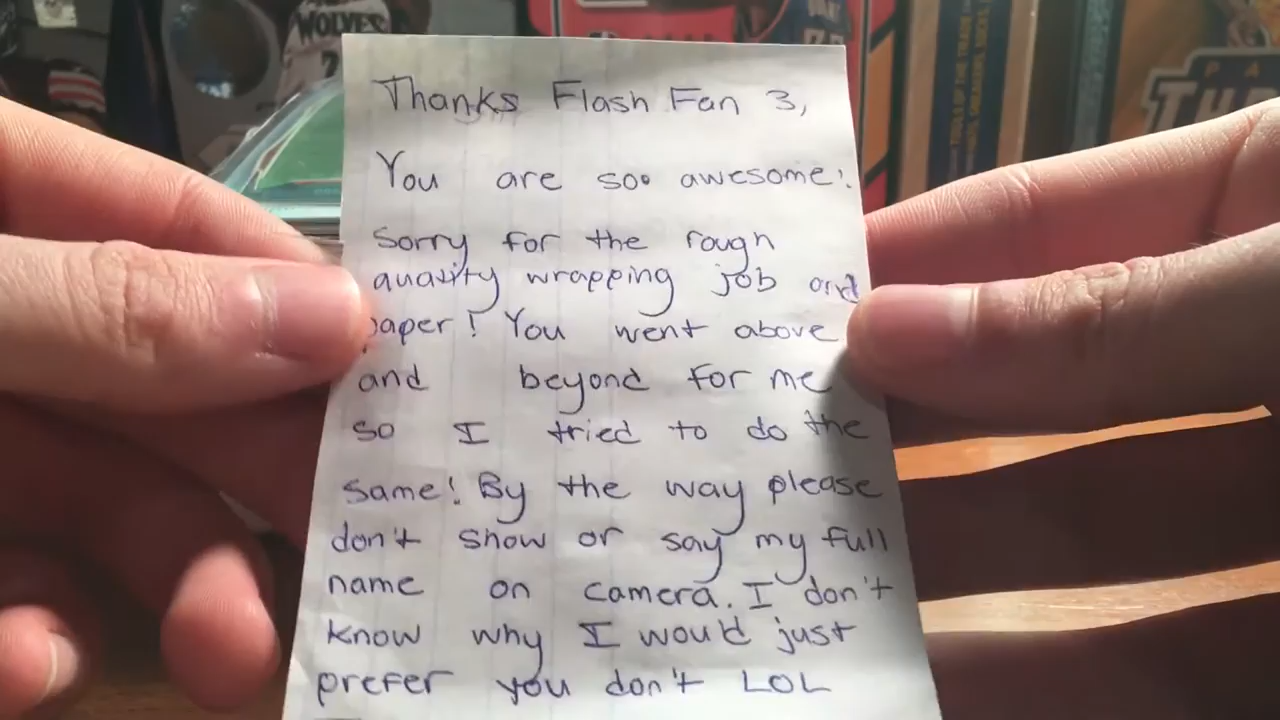 WOLVES
Thanks Flash Fan 3,
You are soo awesome!
Sorry for the rough
quality wrapping job and
paper! You went above
and beyond for me
so I tried to do the
same! By the way please
don't show or say my full
name on camera. I don't
know why I would just
prefer you don't LOL